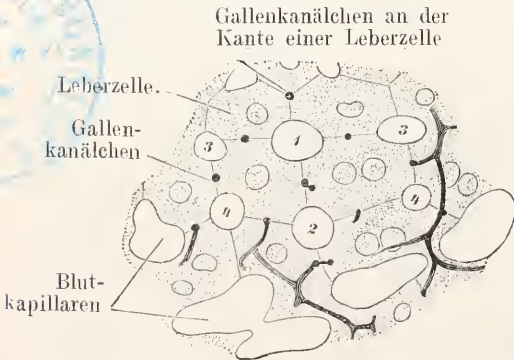 Gallenkanälchen an der
Kante einer Leberzelle
Leberzelle.
Gallen-
kanälchen
Blut-
kapillaren
3
1
3
4
4
2